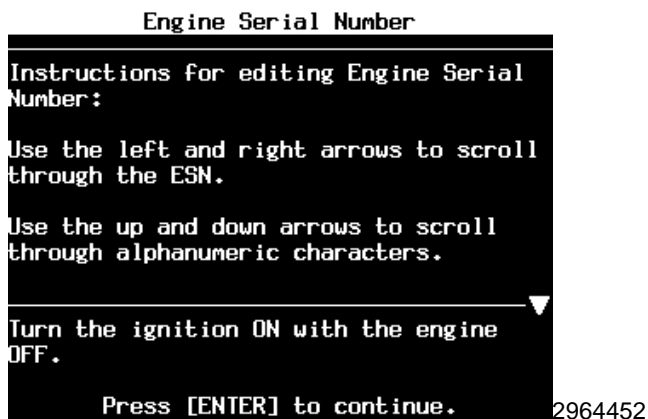 Engine Serial Number
Instructions for editing Engine Serial
Number:
Use the left and right arrows to scroll
through the ESN.
Use the up and down arrows to scroll
through alphanumeric characters.
Turn the ignition ON with the engine
OFF.
Press [ENTER] to continue.
2964452